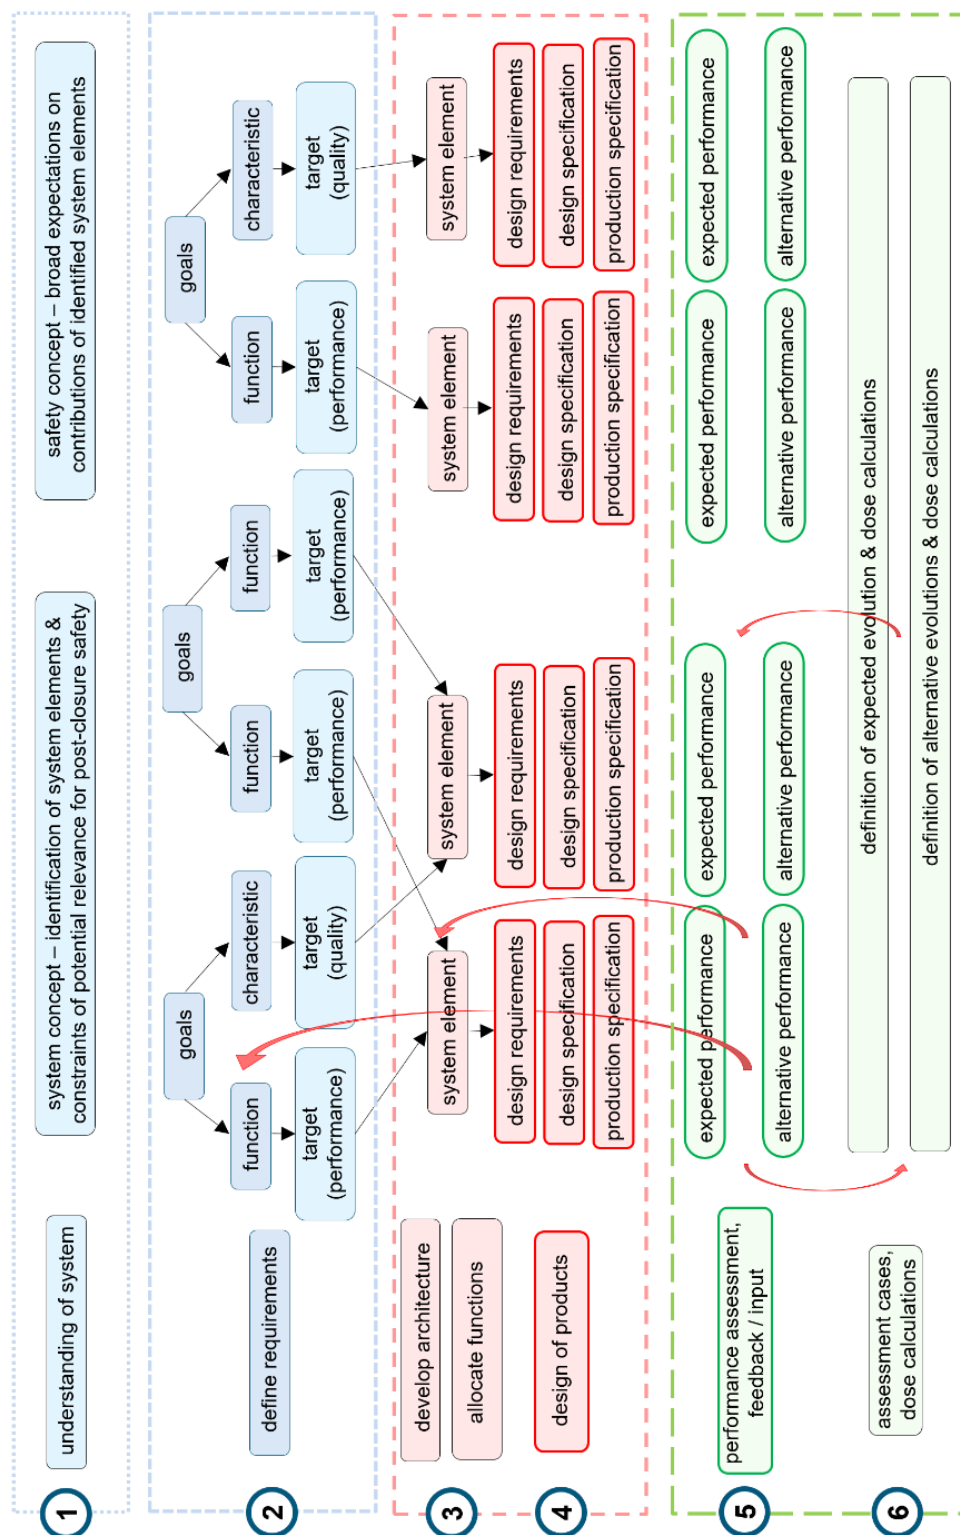 1
understanding of system
system concept – identification of system elements &
constraints of potential relevance for post-closure safety
safety concept – broad expectations on
contributions of identified system elements
2
define requirements
goals
goals
goals
function
characteristic
function
function
function
characteristic
target
(performance)
target
(quality)
target
(performance)
target
(performance)
target
(performance)
target
(quality)
3
develop architecture
allocate functions
system element
system element
system element
system element
4
design of products
design requirements
design requirements
design requirements
design requirements
design specification
design specification
design specification
design specification
production specification
production specification
production specification
production specification
5
performance assessment,
feedback / input
expected performance
expected performance
expected performance
expected performance
alternative performance
alternative performance
alternative performance
alternative performance
6
assessment cases,
dose calculations
definition of expected evolution & dose calculations
definition of alternative evolutions & dose calculations